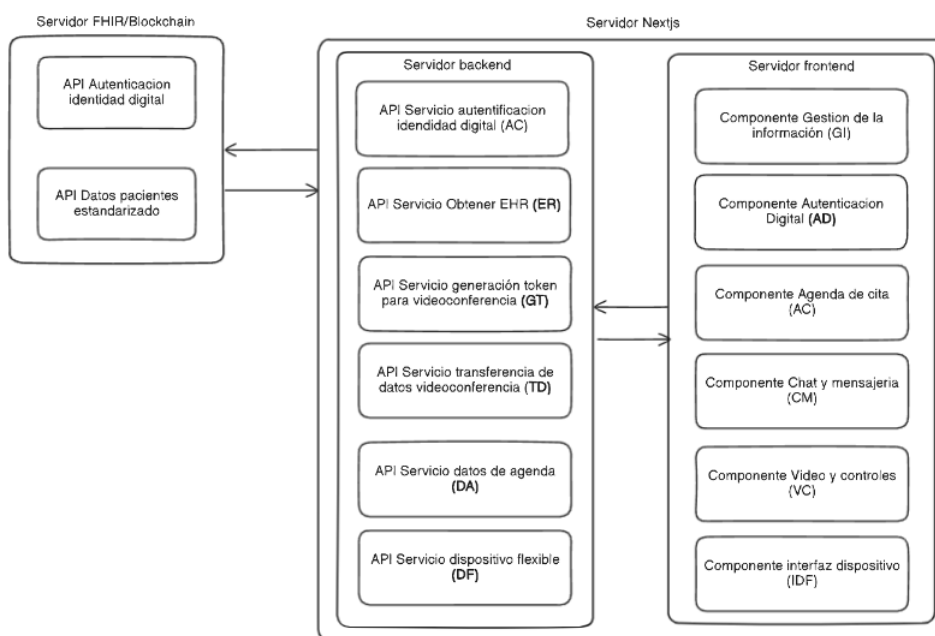 Servidor FHIR/Blockchain
API Autenticacion
identidad digital
API Datos pacientes
estandarizado
Servidor Nextjs
Servidor backend
API Servicio autentificacion
idendidad digital (AC)
API Servicio Obtener EHR (ER)
API Servicio generación token
para videoconferencia (GT)
API Servicio transferencia de
datos videoconferencia (TD)
API Servicio datos de agenda
(DA)
API Servicio dispositivo flexible
(DF)
Servidor frontend
Componente Gestion de la
información (GI)
Componente Autenticacion
Digital (AD)
Componente Agenda de cita
(AC)
Componente Chat y mensajeria
(CM)
Componente Video y controles
(VC)
Componente interfaz dispositivo
(IDF)